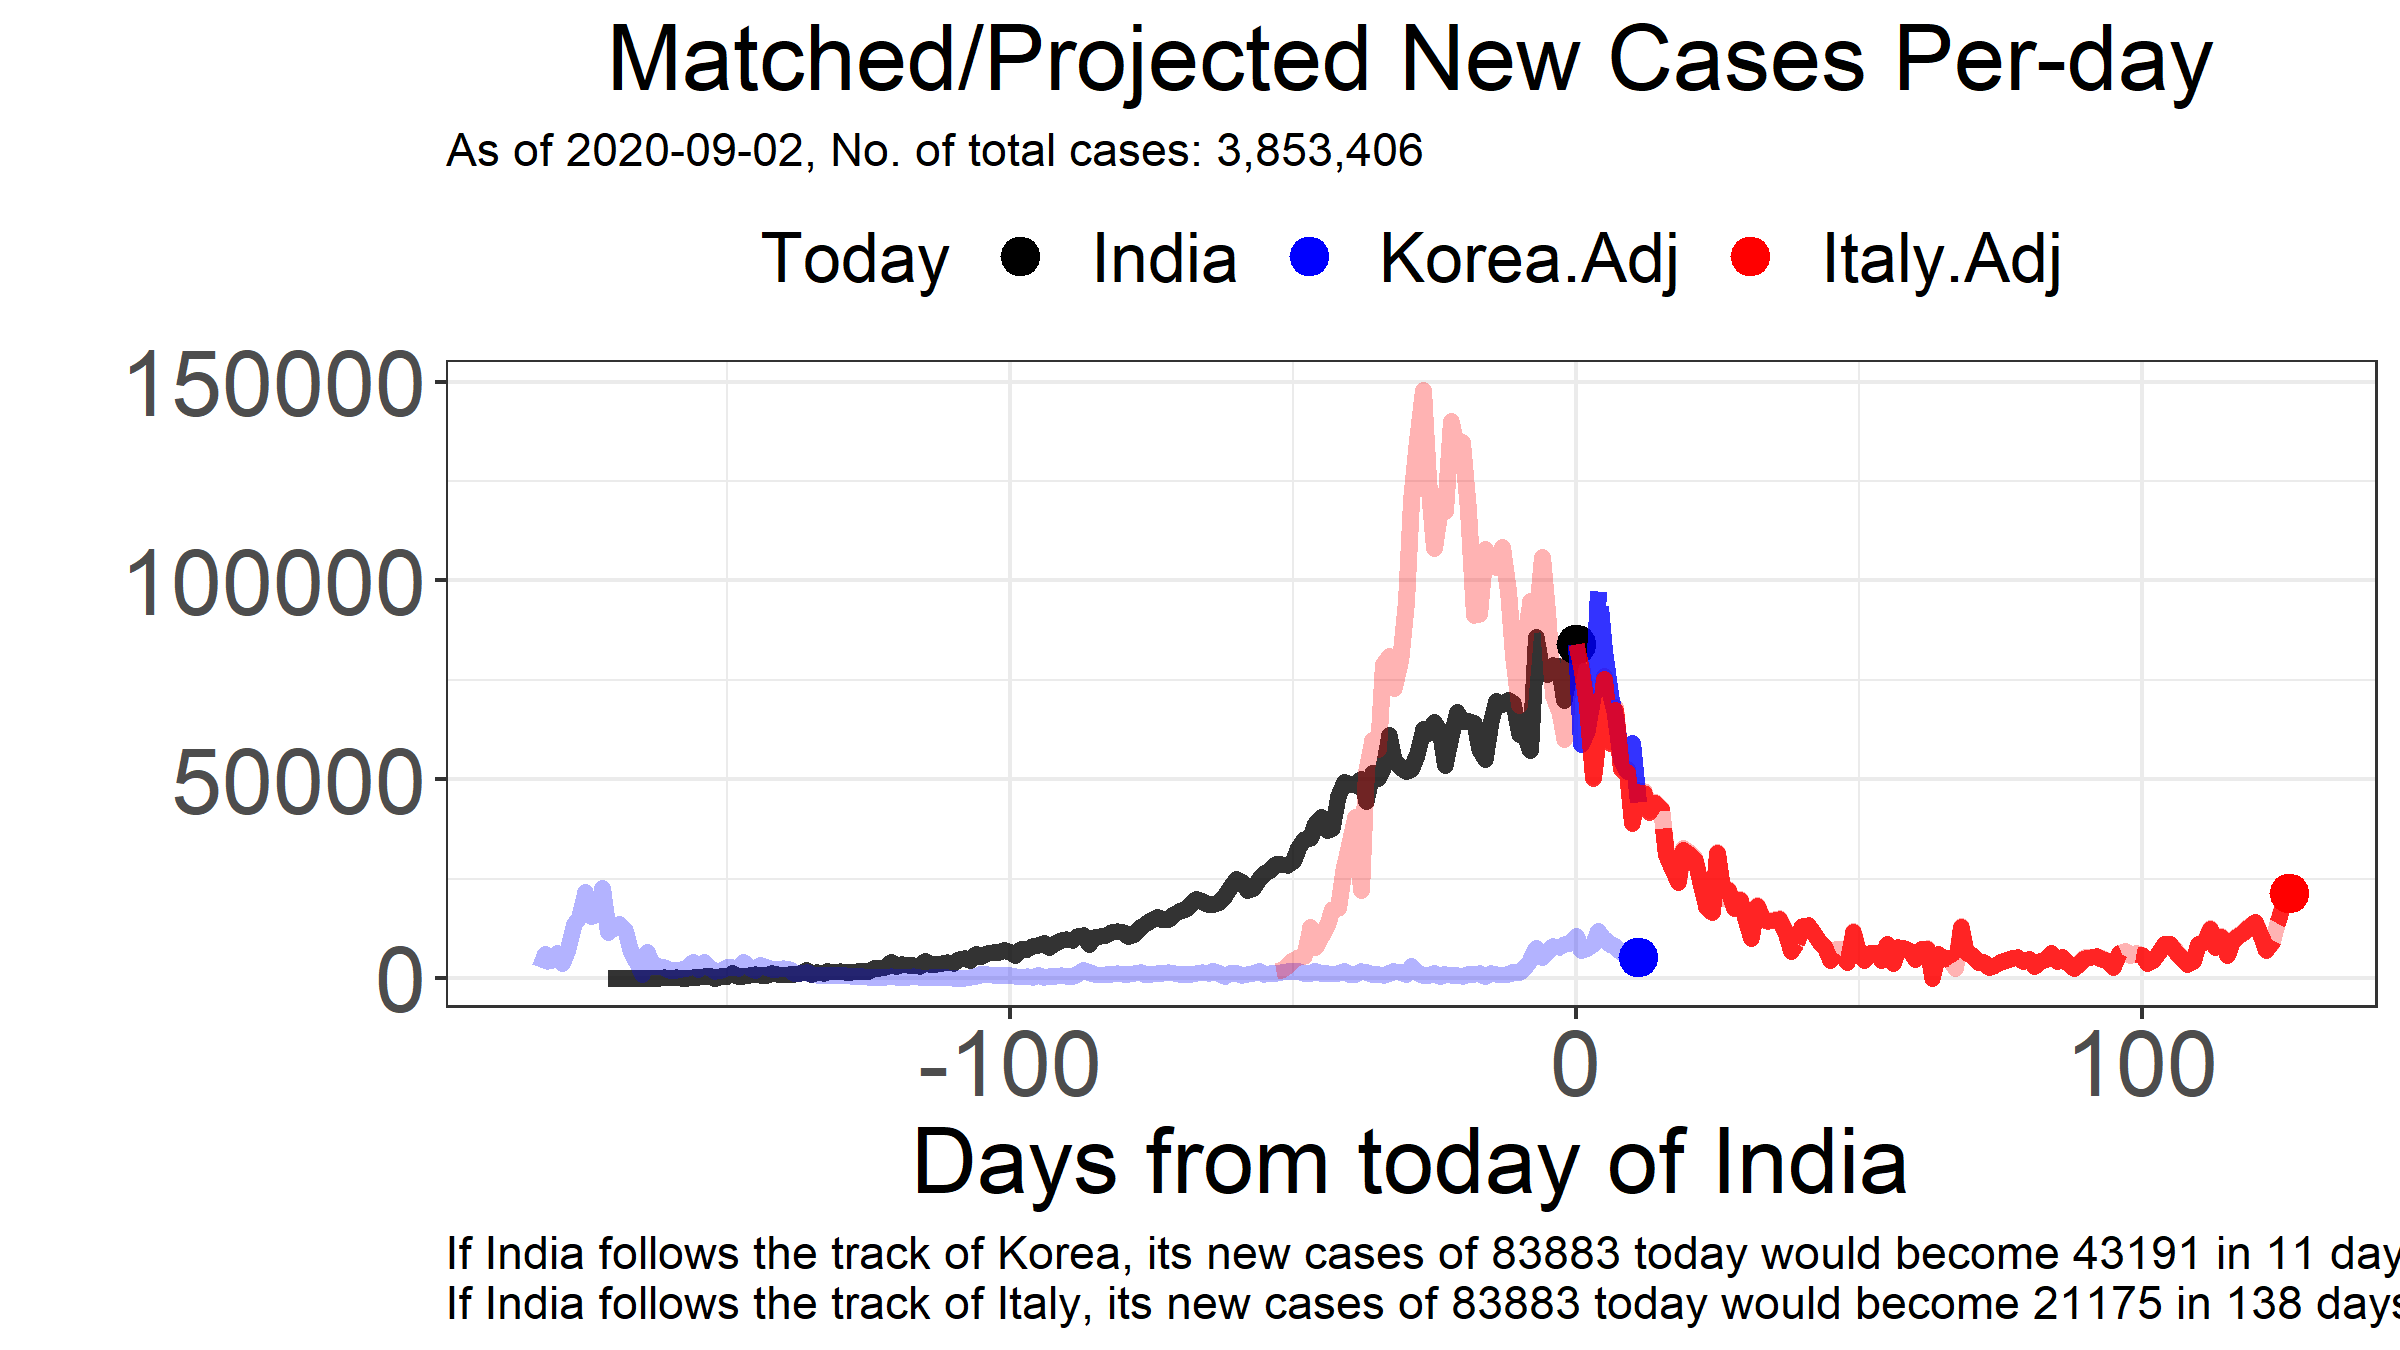 Matched/Projected New Cases Per-day
As of 2020-09-02, No. of total cases: 3,853,406
Today India Korea.Adj Italy.Adj
150000
100000
50000
0
-100 0 100
Days from today of India
If India follows the track of Korea, its new cases of 83883 today would become 43191 in 11 day
If India follows the track of Italy, its new cases of 83883 today would become 21175 in 138 days